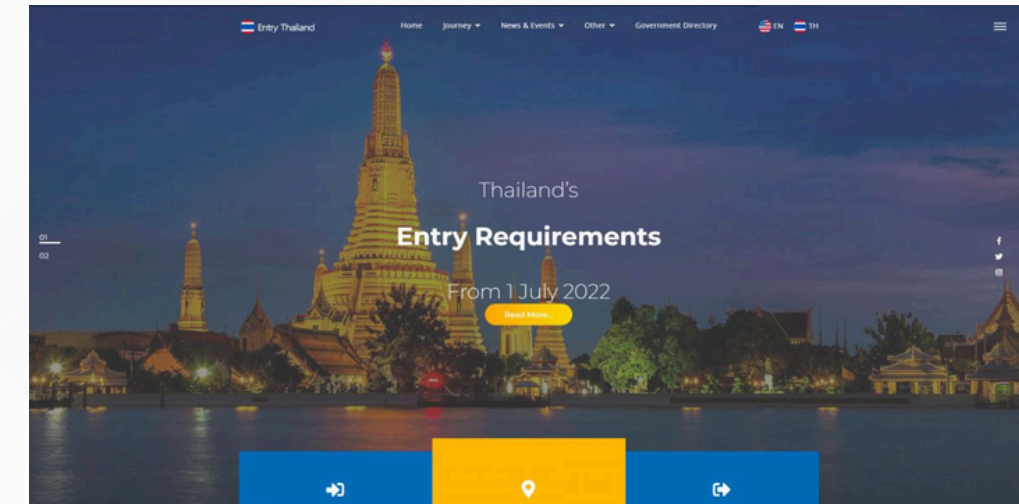 Entry Thailand
Home Journey News & Events Other Government Directory EN TH
Thailand's
Entry Requirements
From 1 July 2022
Read More...
01
02